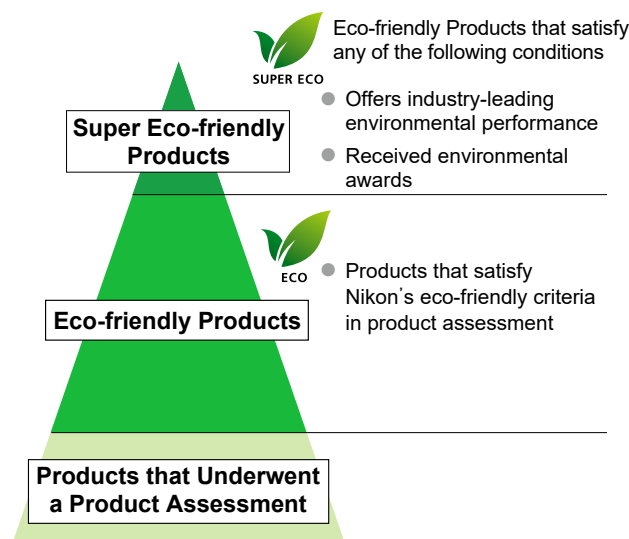 Eco-friendly Products that satisfy
any of the following conditions
SUPER ECO
Super Eco-friendly
Products
● Offers industry-leading
environmental performance
● Received environmental
awards
ECO
Eco-friendly Products
● Products that satisfy
Nikon’s eco-friendly criteria
in product assessment
Products that Underwent
a Product Assessment